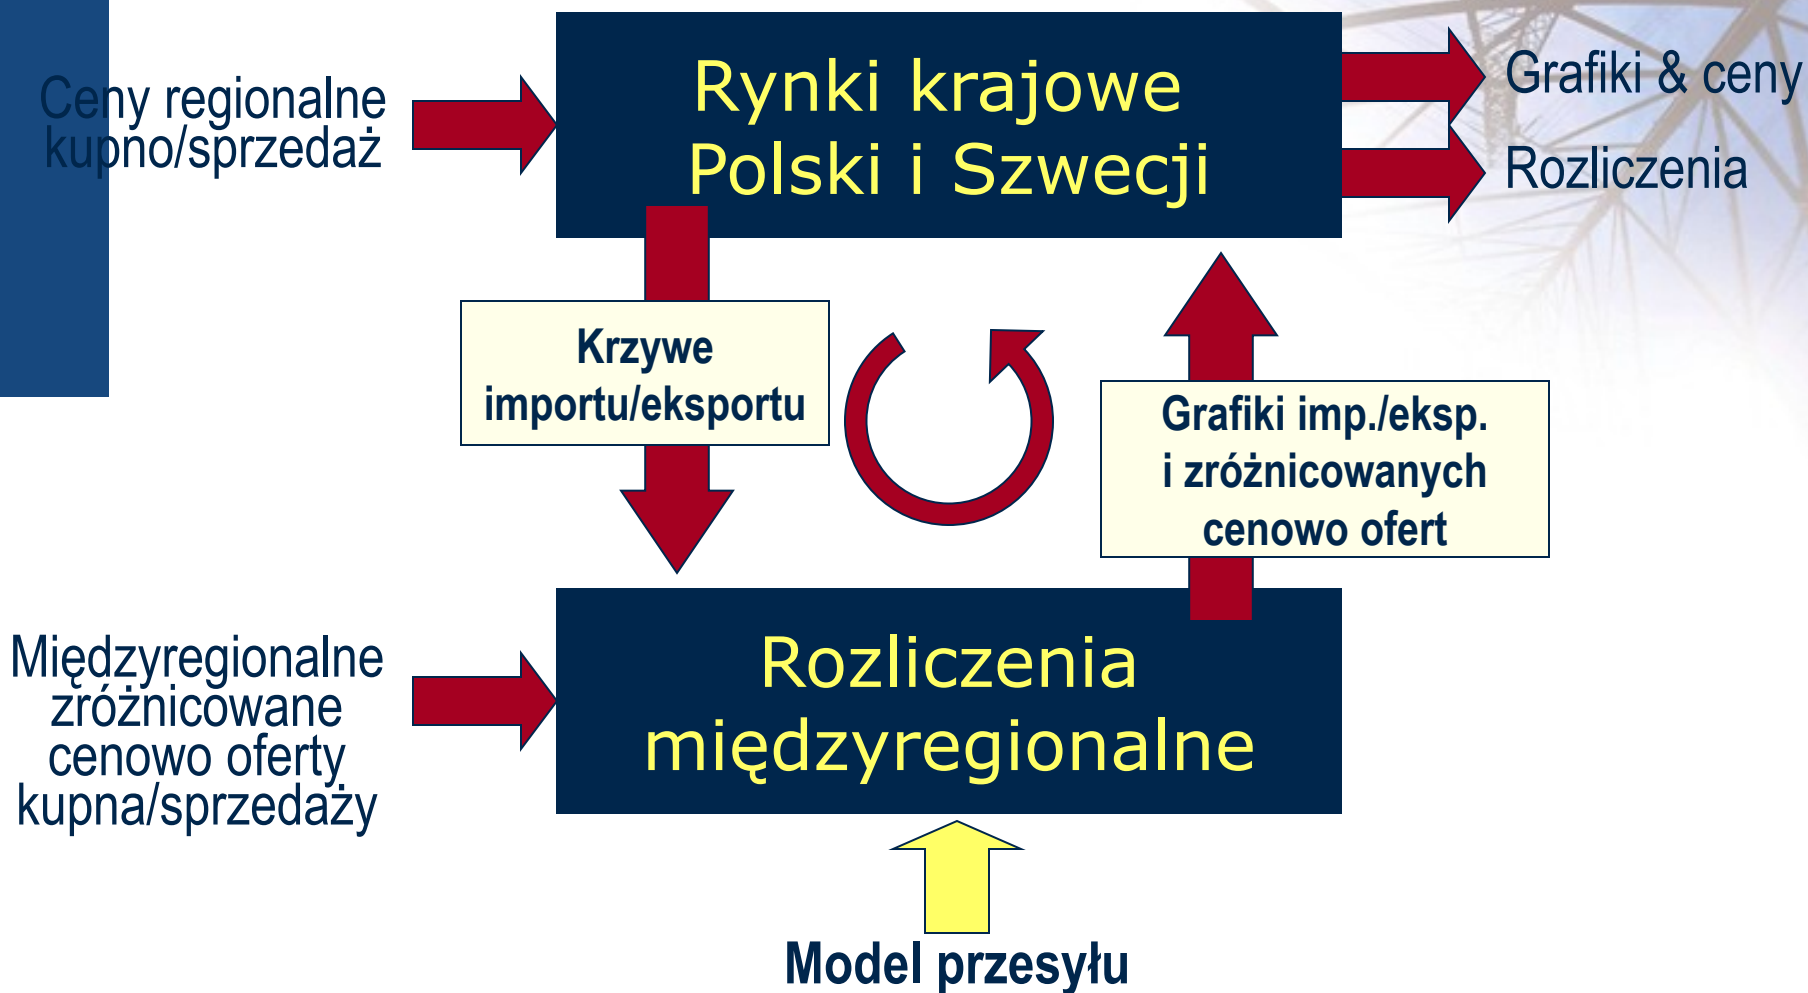 Ceny regionalne
kupno/sprzedaż
Rynki krajowe
Polski i Szwecji
Grafiki & ceny
Rozliczenia
Krzywe
importu/eksportu
Grafiki imp./eksp.
i zróżnicowanych
cenowo ofert
Międzyregionalne
zróżnicowane
cenowo oferty
kupna/sprzedaży
Rozliczenia
międzyregionalne
Model przesyłu